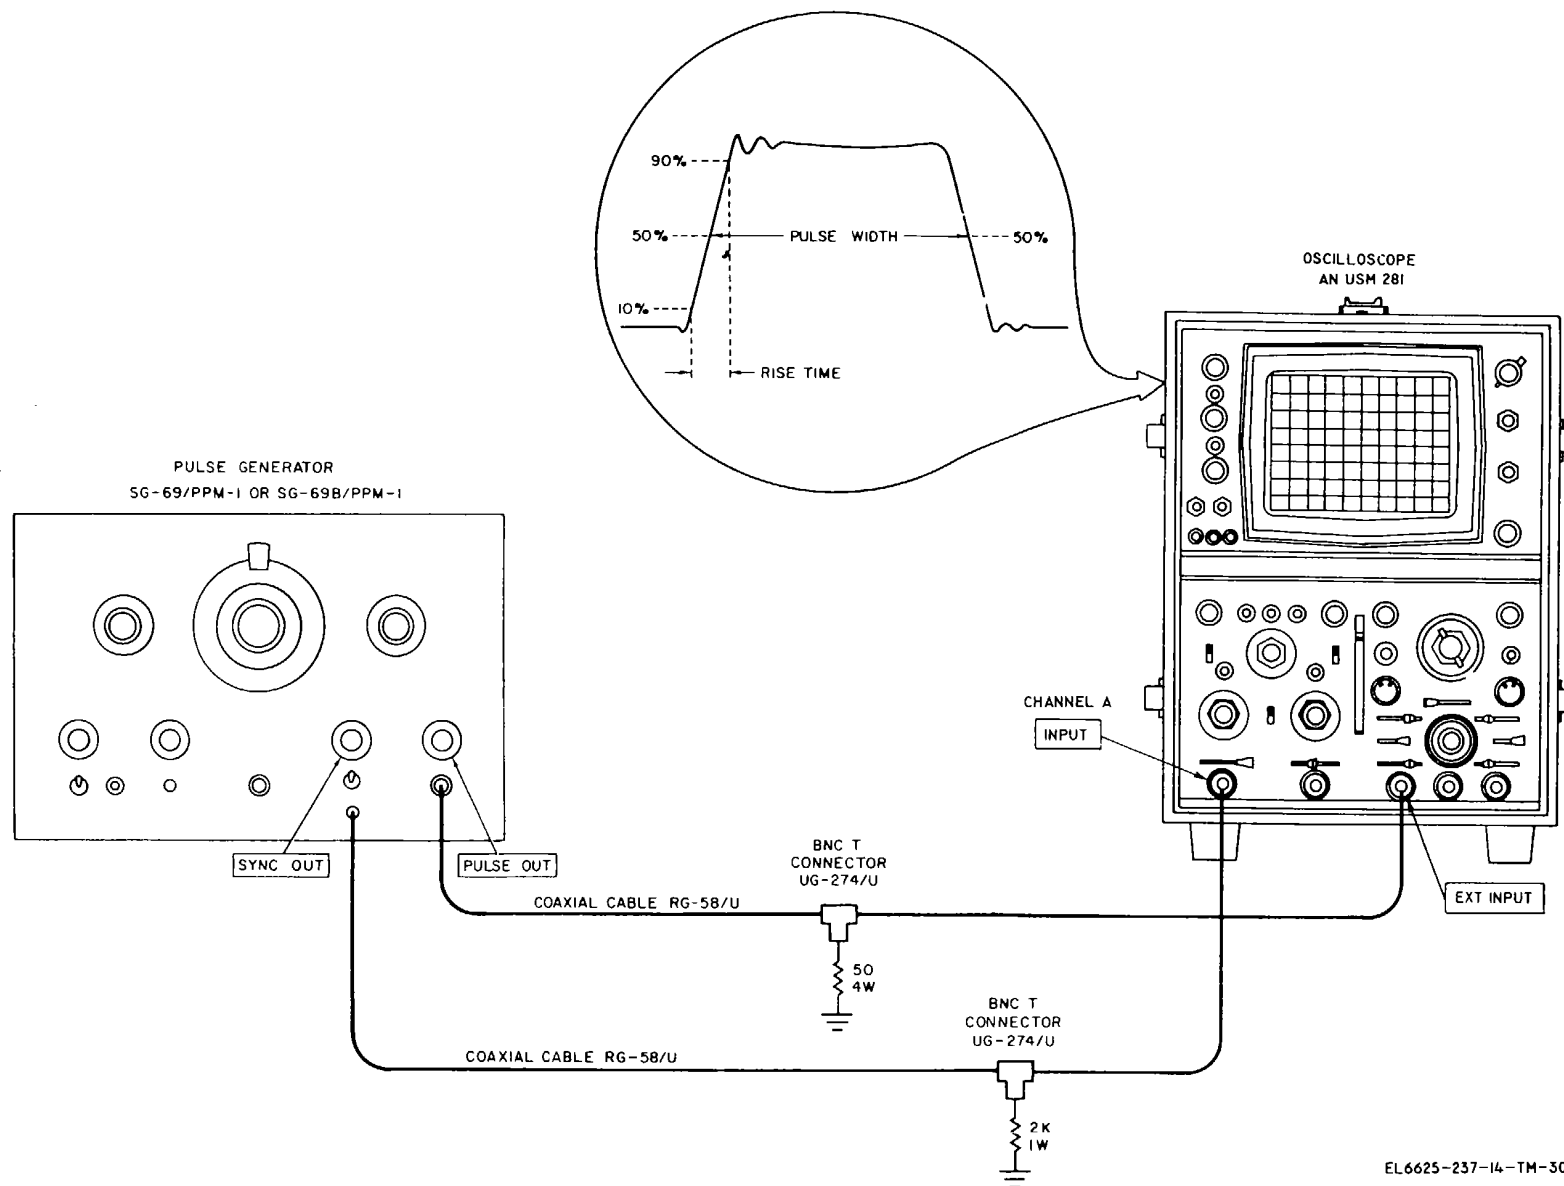 90%
50%
PULSE WIDTH
50%
10%
RISE TIME
OSCILLOSCOPE
AN USM 281
PULSE GENERATOR
SG-69/PPM-1 OR SG-69B/PPM-1
CHANNEL A
INPUT
SYNC OUT
PULSE OUT
BNC T
CONNECTOR
UG-274/U
COAXIAL CABLE RG-58/U
EXT INPUT
50
4W
BNC T
CONNECTOR
UG-274/U
COAXIAL CABLE RG-58/U
2K
1W
EL6625-237-14-TM-30